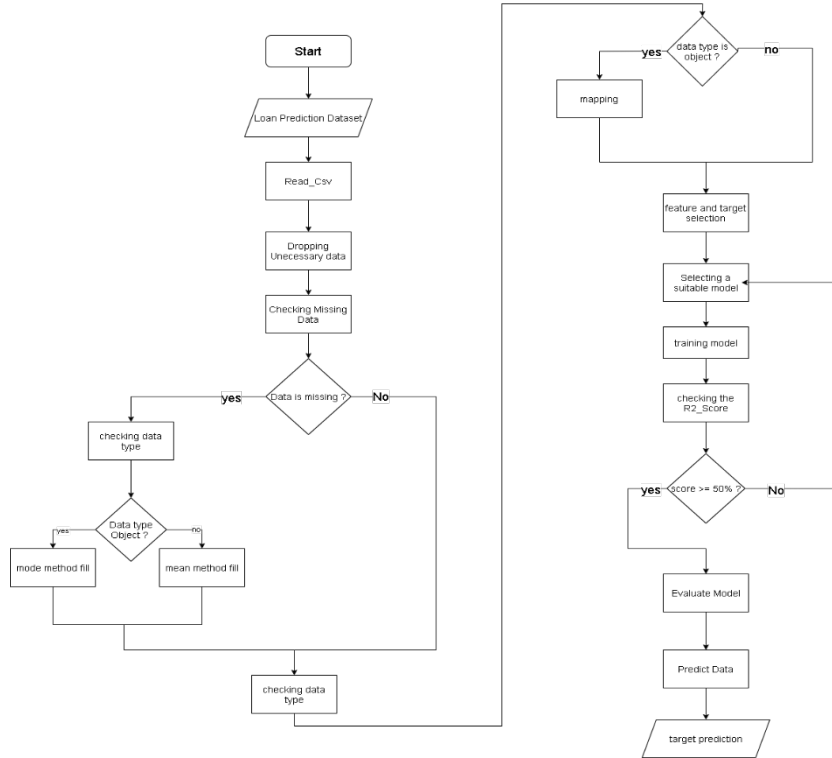 Start
Loan Prediction Dataset
Read_Csv
Dropping
Unecessary data
Checking Missing
Data
Data is missing ?
yes
No
checking data
type
Data type
Object ?
yes
no
mode method fill
mean method fill
checking data
type
data type is
object ?
yes
no
mapping
feature and target
selection
Selecting a
suitable model
training model
checking the
R2_Score
score >= 50% ?
yes
No
Evaluate Model
Predict Data
target prediction